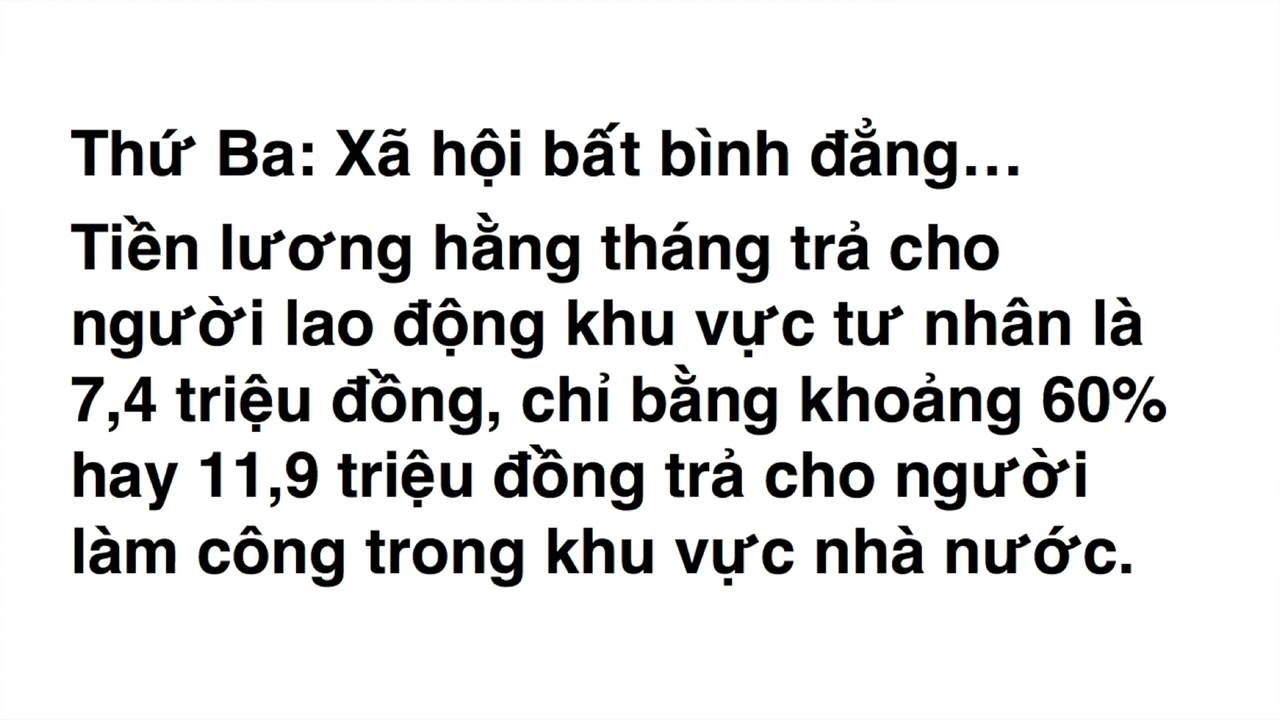 Thứ Ba: Xã hội bất bình đẳng…
Tiền lương hằng tháng trả cho
người lao động khu vực tư nhân là
7,4 triệu đồng, chỉ bằng khoảng 60%
hay 11,9 triệu đồng trả cho người
làm công trong khu vực nhà nước.